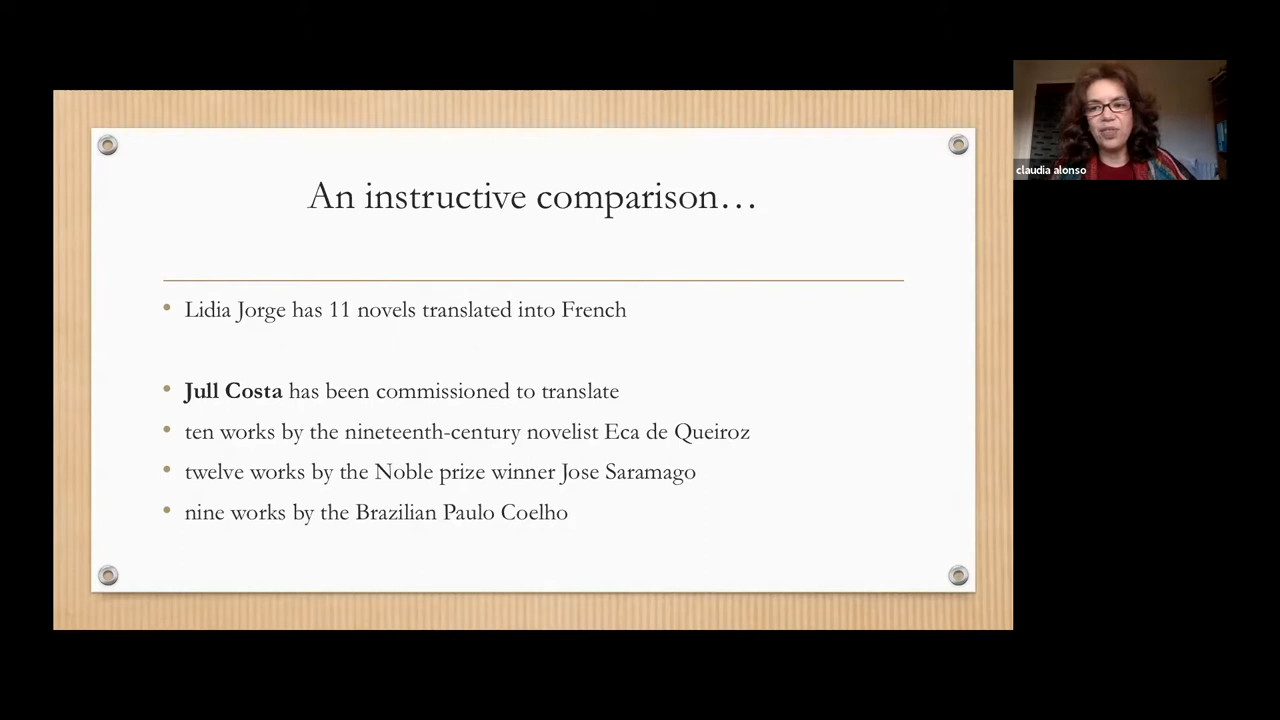 An instructive comparison…
Lidia Jorge has 11 novels translated into French
Jull Costa has been commissioned to translate
ten works by the nineteenth-century novelist Eca de Queiroz
twelve works by the Noble prize winner Jose Saramago
nine works by the Brazilian Paulo Coelho
claudia alonso